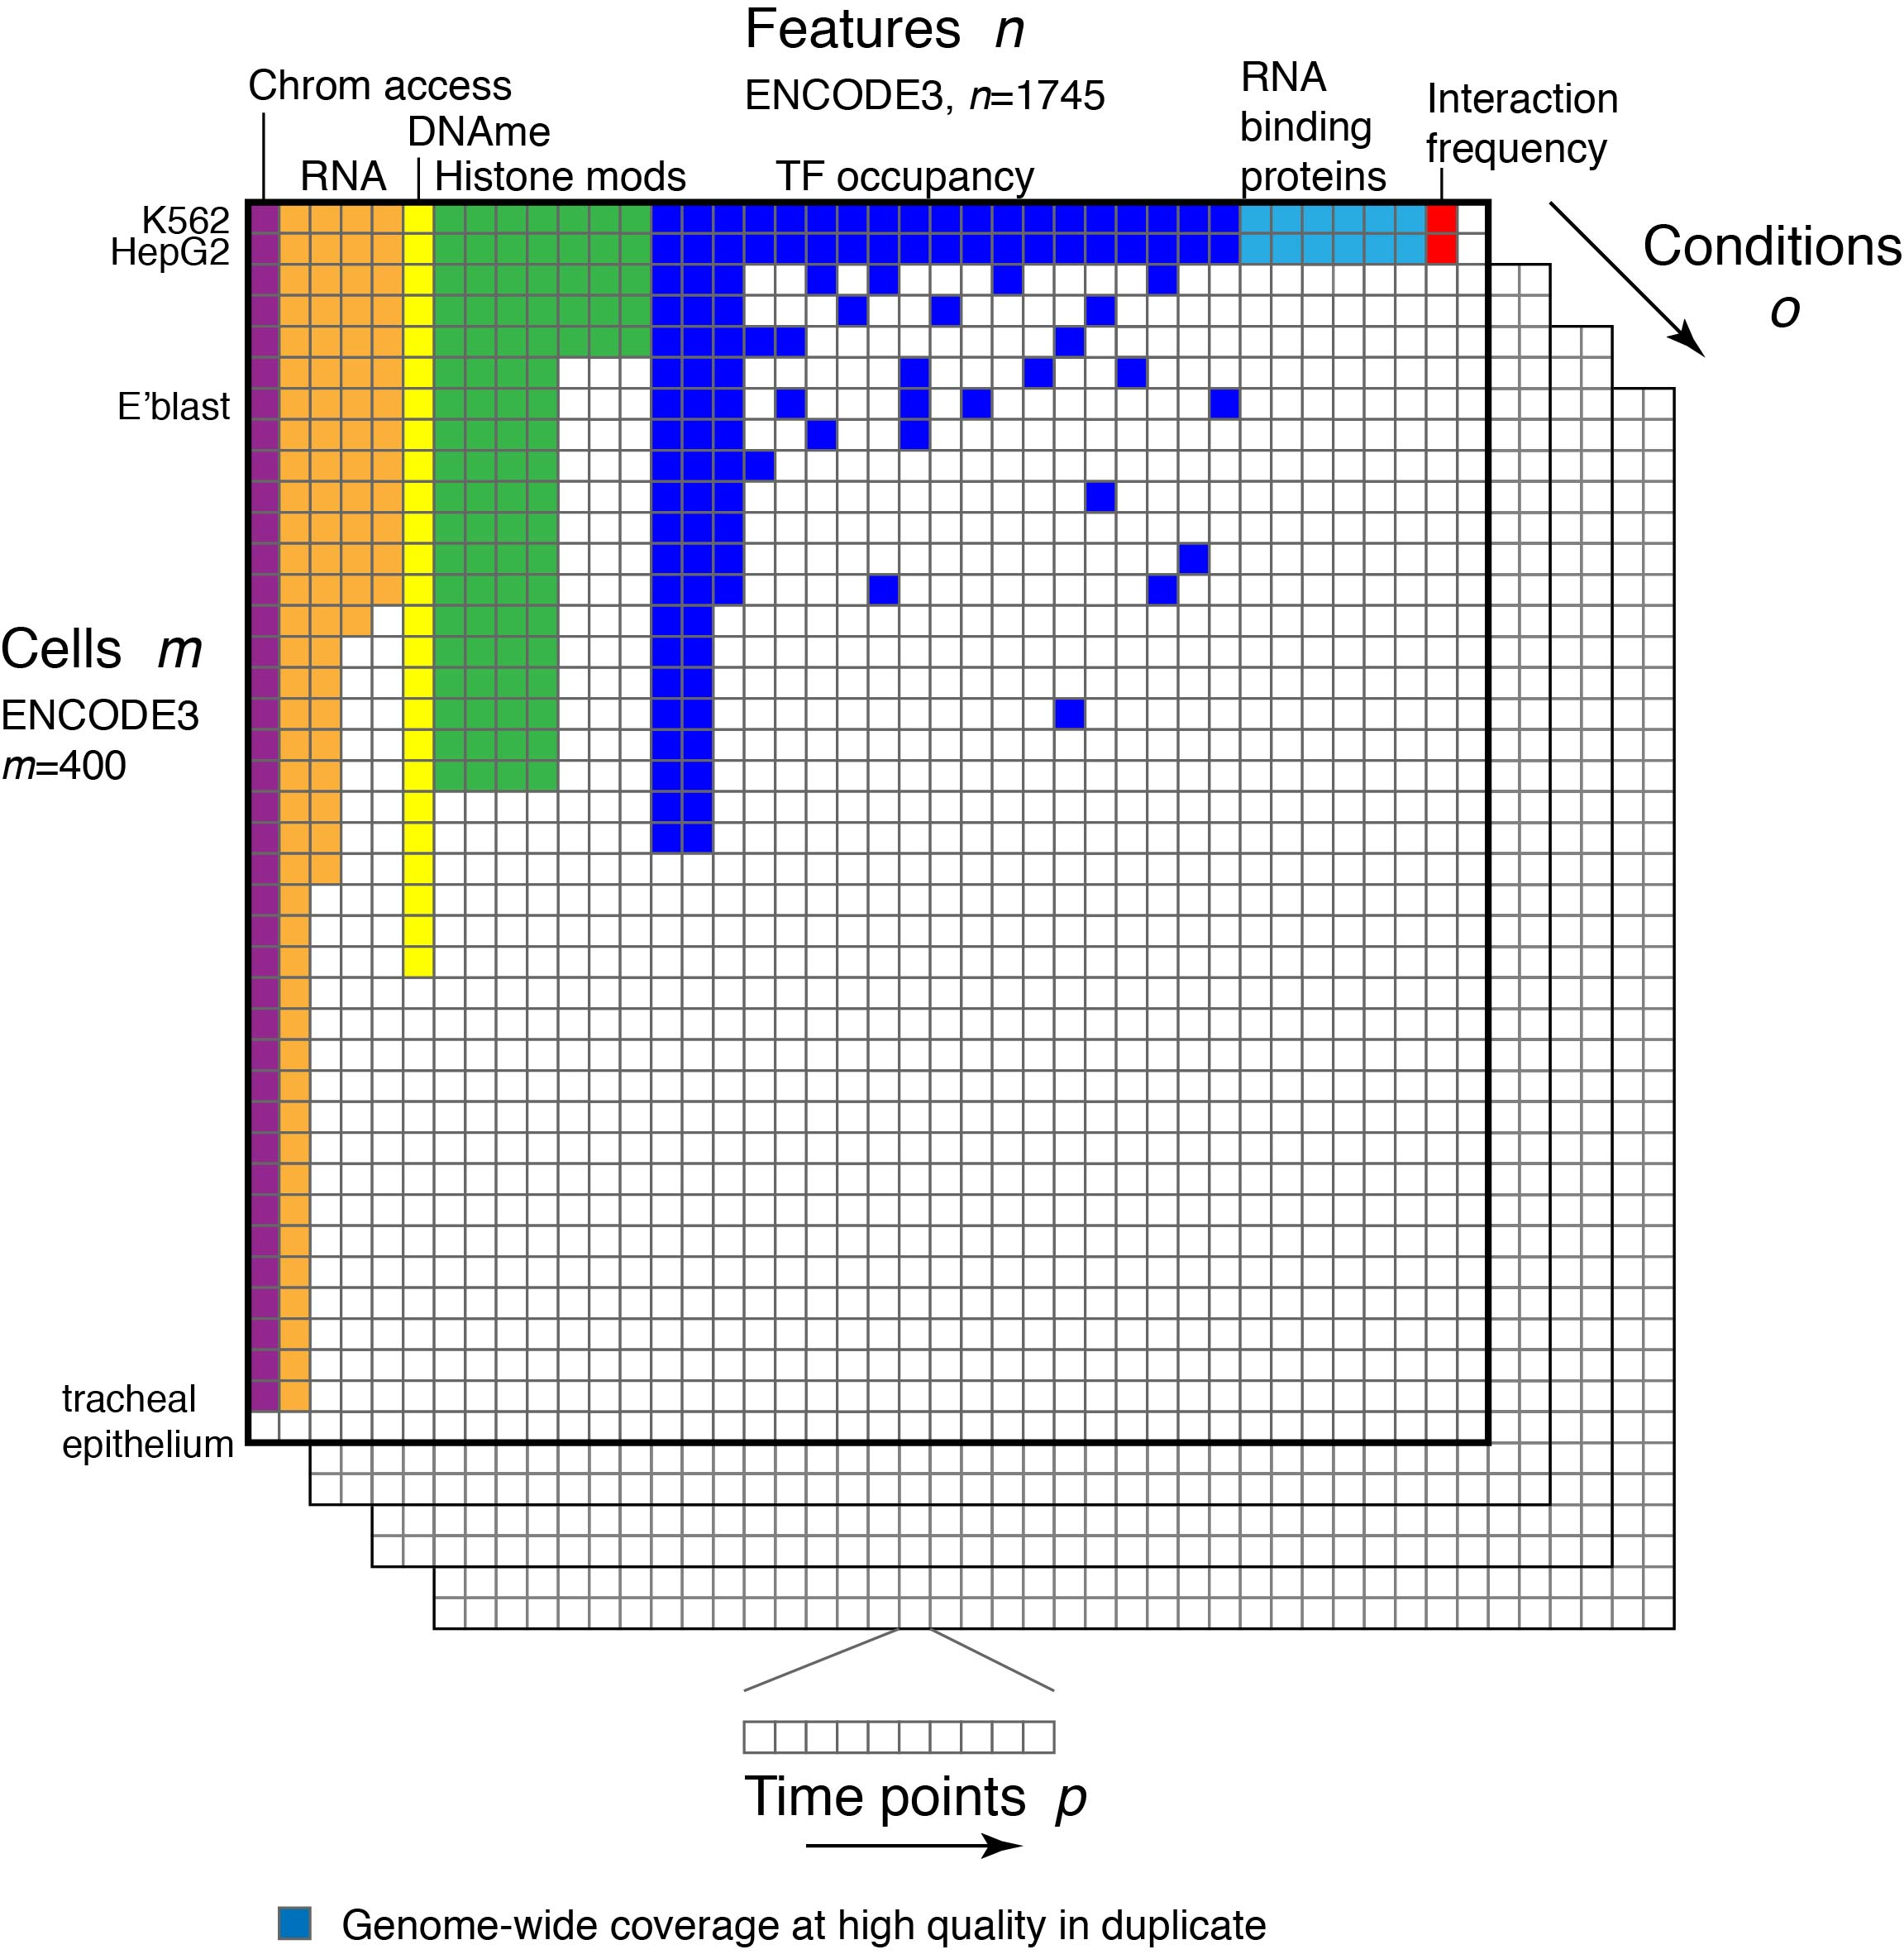 Features n
ENCODE3, n=1745
Chrom access
DNAme
RNA
Histone mods
TF occupancy
RNA
binding
proteins
Interaction
frequency
Conditions
o
K562
HepG2
E’blast
Cells m
ENCODE3
m=400
tracheal
epithelium
Time points p
Genome-wide coverage at high quality in duplicate